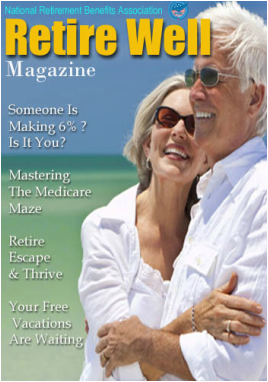 National Retirement Benefits Association
Retire Well
Magazine
Someone Is
Making 6% ?
Is It You?
Mastering
The Medicare
Maze
Retire
Escape
& Thrive
Your Free
Vacations
Are Waiting